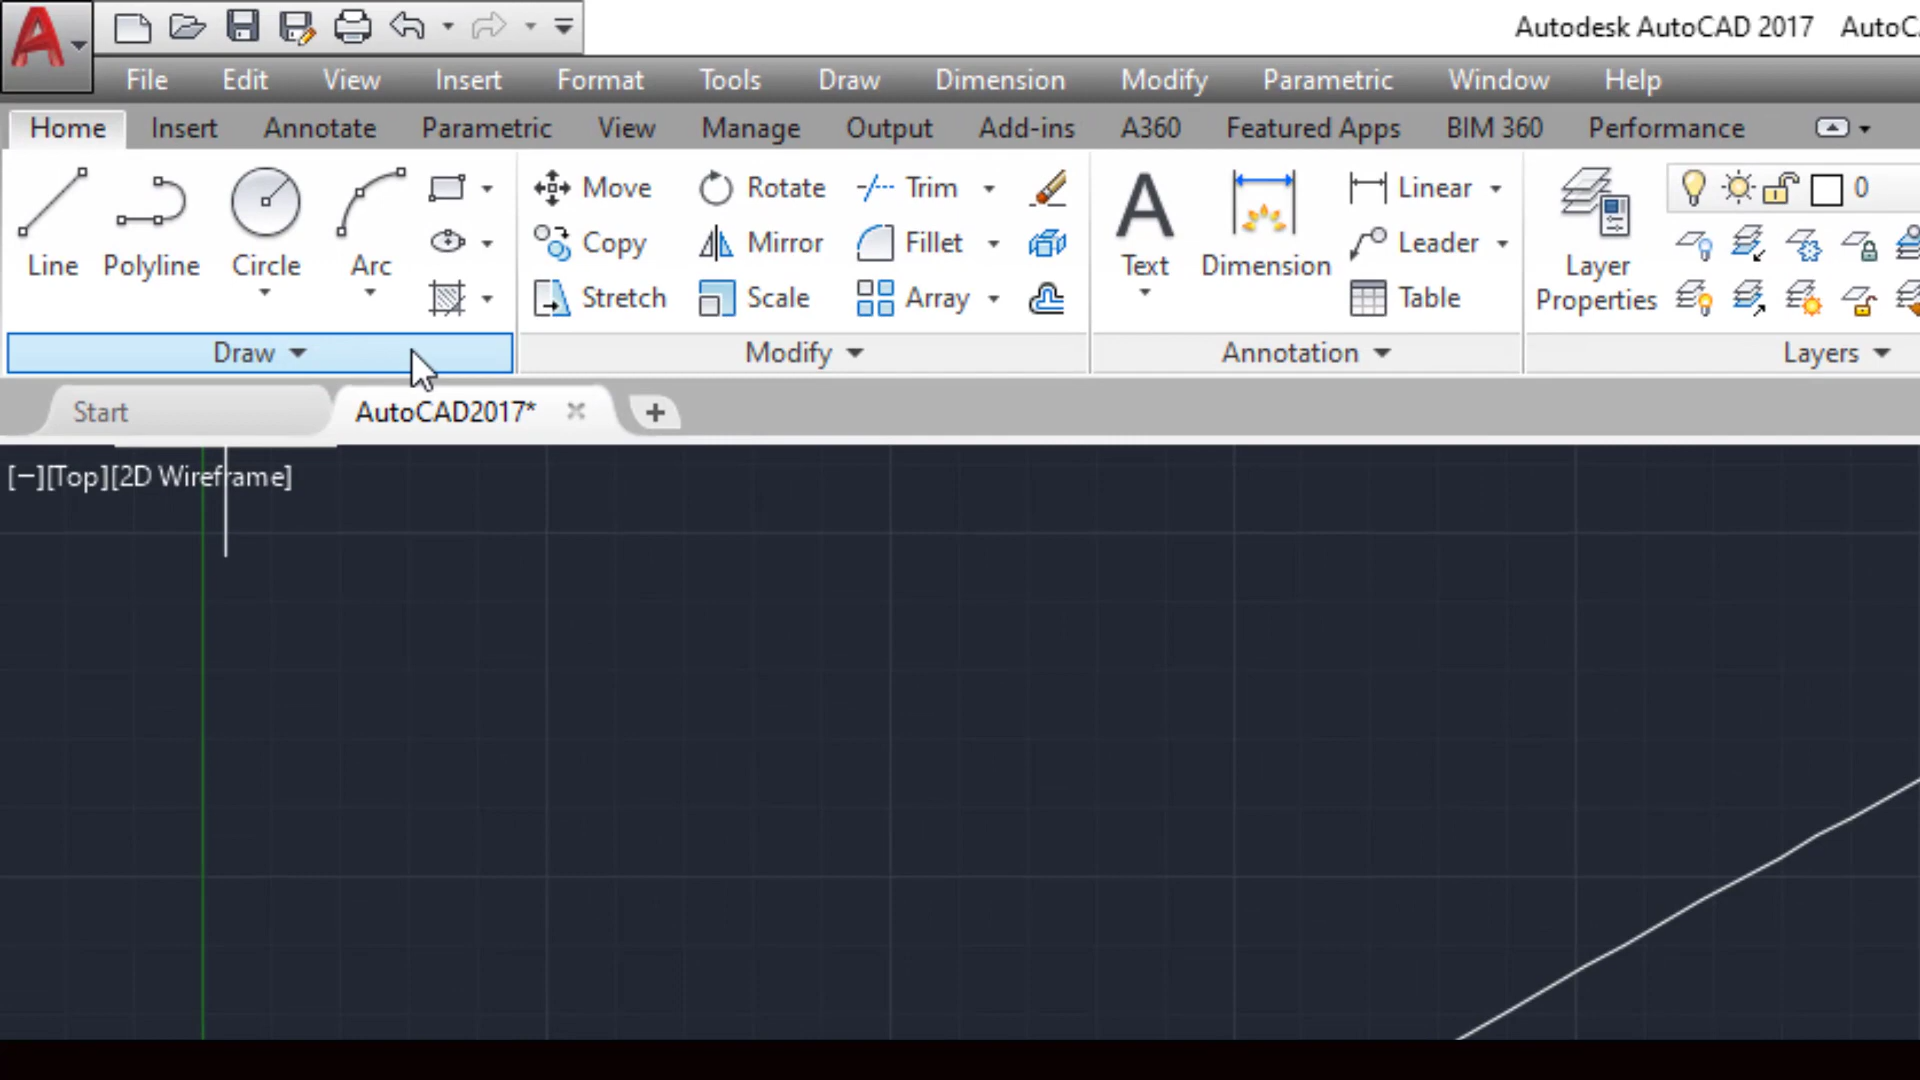 Autodesk AutoCAD 2017 AutoC
File Edit View Insert Format Tools Draw Dimension Modify Parametric Window Help
Home Insert Annotate Parametric View Manage Output Add-ins A360 Featured Apps BIM 360 Performance
Line Polyline Circle Arc
Move Rotate Trim
Copy Mirror Fillet
Stretch Scale Array
Text Dimension
Linear
Leader
Table
Layer
Properties
0
Draw Modify Annotation Layers
Start AutoCAD2017*
[−][Top][2D Wireframe]